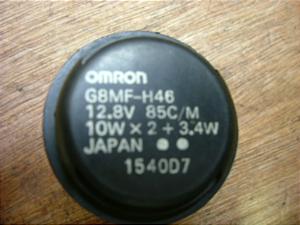 omron
G8MF-H46
12.8V 85C/M
10W × 2 + 3.4W
JAPAN
1540D7